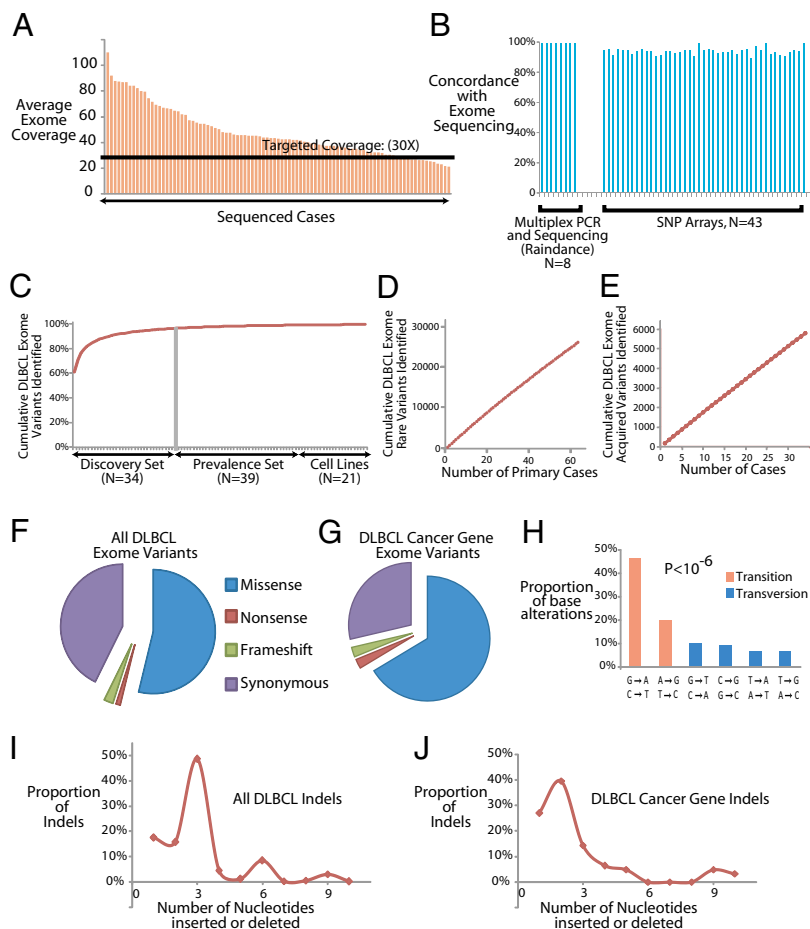 A
100
80
60
40
20
0
Average
Exome
Coverage
Targeted Coverage: (30X)
Sequenced Cases
B
100%
80%
60%
40%
20%
0
Concordance
with
Exome
Sequencing
Multiplex PCR
and Sequencing
(Raindance)
N=8
SNP Arrays, N=43
C
Cumulative DLBCL Exome
Variants Identified
100%
80%
60%
40%
20%
0%
Discovery Set
(N=34)
Prevalence Set
(N=39)
Cell Lines
(N=21)
D
Cumulative DLBCL Exome
Rare Variants Identified
30000
20000
10000
0
0 20 40 60
Number of Primary Cases
E
Cumulative DLBCL Exome
Acquired Variants Identified
6000
5000
4000
3000
2000
1000
0
0 5 10 15 20 25 30
Number of Cases
F
All DLBCL
Exome Variants
Missense
Nonsense
Frameshift
Synonymous
G
DLBCL Cancer Gene
Exome Variants
H
Proportion
of base
alterations
50%
40%
30%
20%
10%
0%
P<10-6
Transition
Transversion
G→A A→G G→T C→G T→A T→G
C→T T→C C→A G→C A→T A→C
I
Proportion
of
Indels
50%
40%
30%
20%
10%
0%
All DLBCL Indels
0 3 6 9
Number of Nucleotides
inserted or deleted
J
Proportion
of
Indels
50%
40%
30%
20%
10%
0%
DLBCL Cancer Gene Indels
0 3 6 9
Number of Nucleotides
inserted or deleted